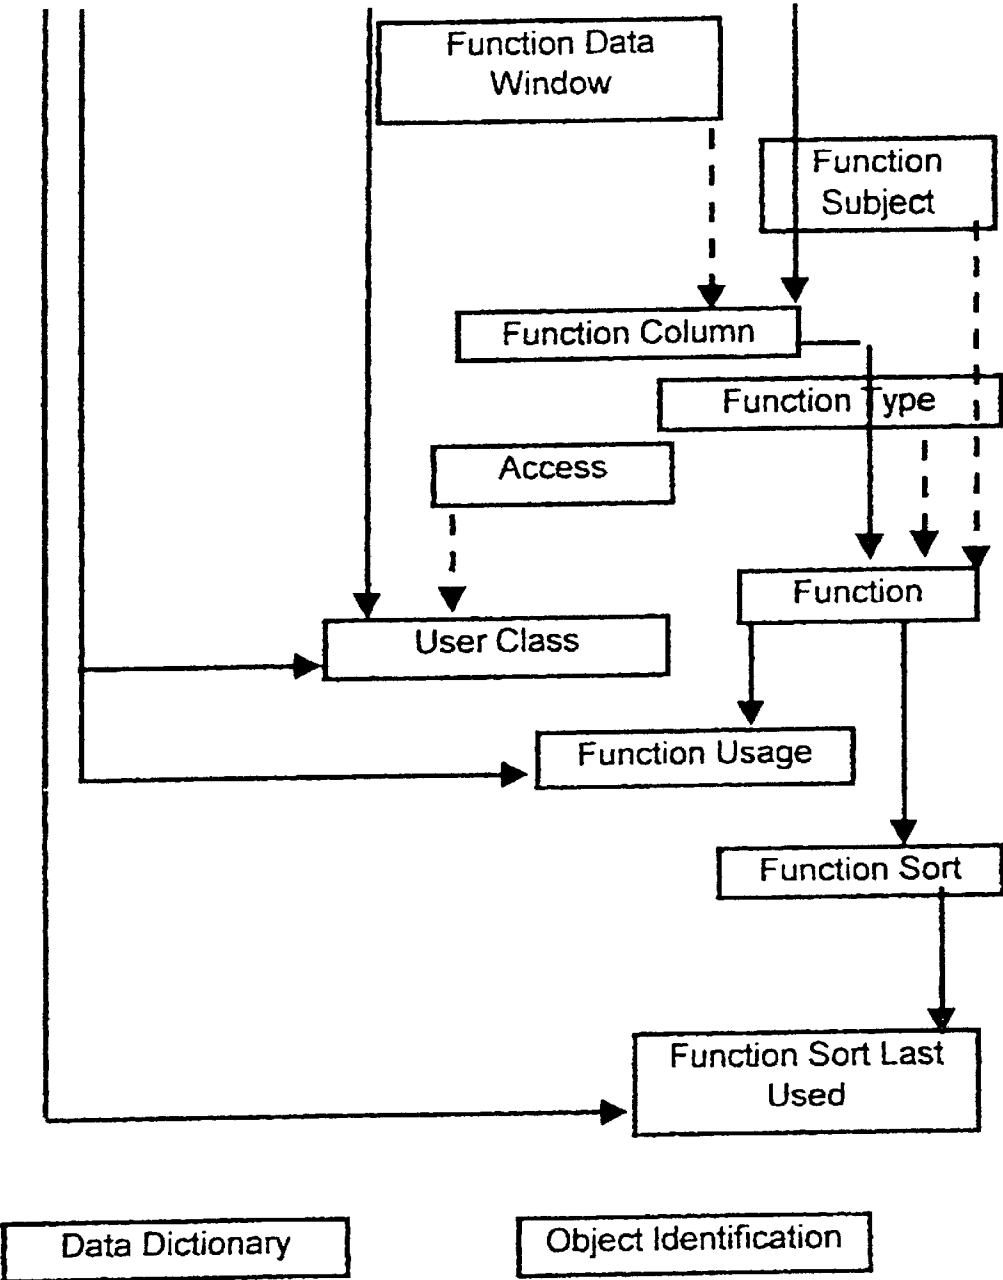 Function Data
Window
Function
Subject
Function Column
Function Type
Access
Function
User Class
Function Usage
Function Sort
Function Sort Last
Used
Data Dictionary
Object Identification